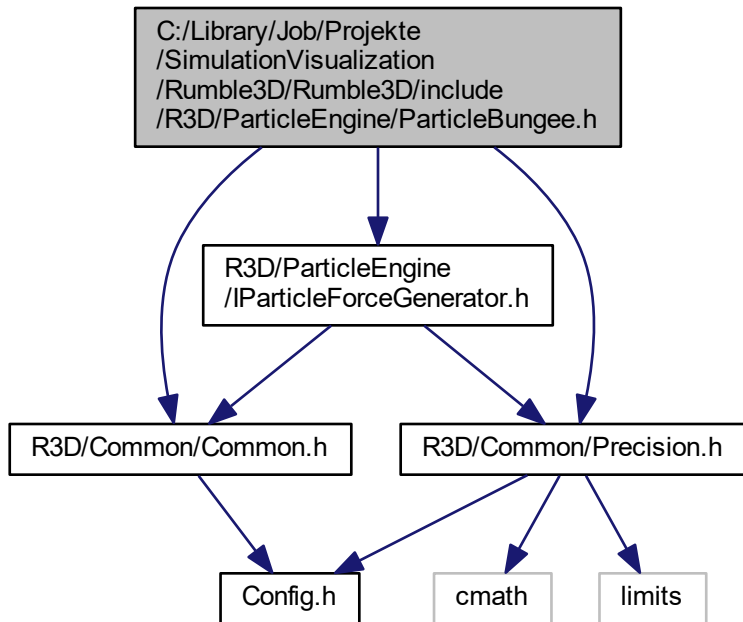 C:/Library/Job/Projekte
/SimulationVisualization
/Rumble3D/Rumble3D/include
/R3D/ParticleEngine/ParticleBungee.h
R3D/ParticleEngine
/IParticleForceGenerator.h
R3D/Common/Common.h
R3D/Common/Precision.h
Config.h
cmath
limits